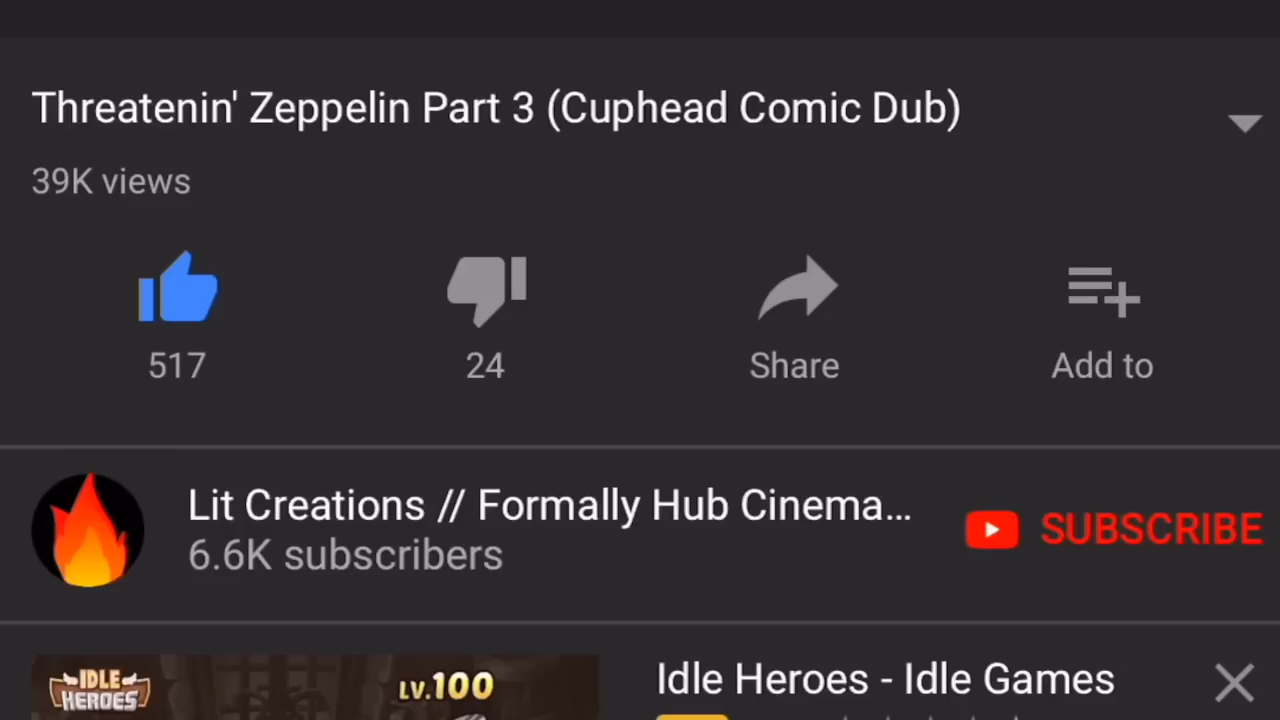 Threatenin' Zeppelin Part 3 (Cuphead Comic Dub)
39K views
517
24
Share
Add to
Lit Creations // Formally Hub Cinema...
6.6K subscribers
SUBSCRIBE
IDLE
HEROES
LV.100
Idle Heroes - Idle Games